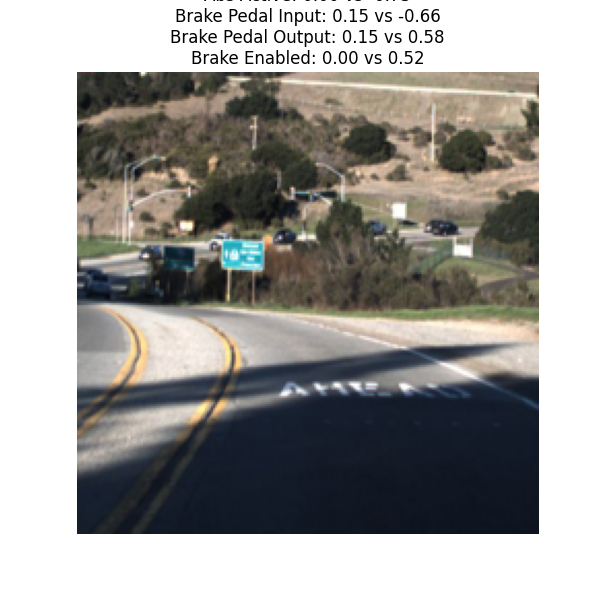 Brake Pedal Input: 0.15 vs -0.66
Brake Pedal Output: 0.15 vs 0.58
Brake Enabled: 0.00 vs 0.52
AHEAD